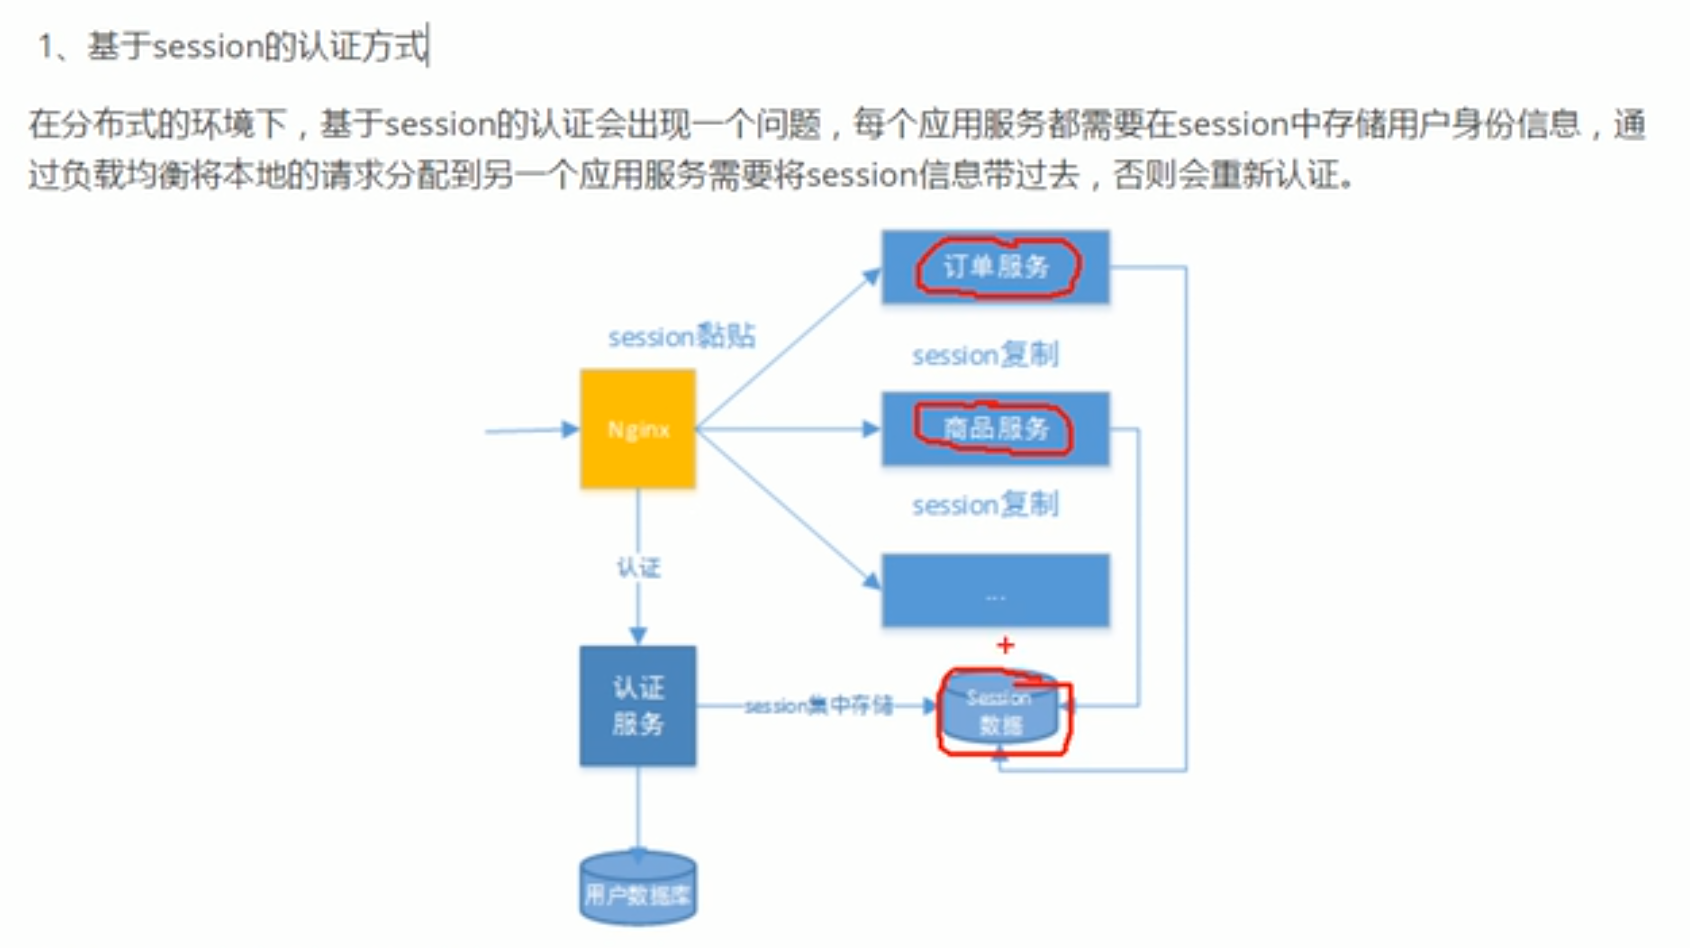 1、基于session的认证方式
在分布式的环境下，基于session的认证会出现一个问题，每个应用服务都需要在session中存储用户身份信息，通
过负载均衡将本地的请求分配到另一个应用服务需要将session信息带过去，否则会重新认证。
订单服务
session黏贴
session复制
Nginx
商品服务
session复制
认证
...
认证
服务
session集中存储
Session
数据
用户数据库